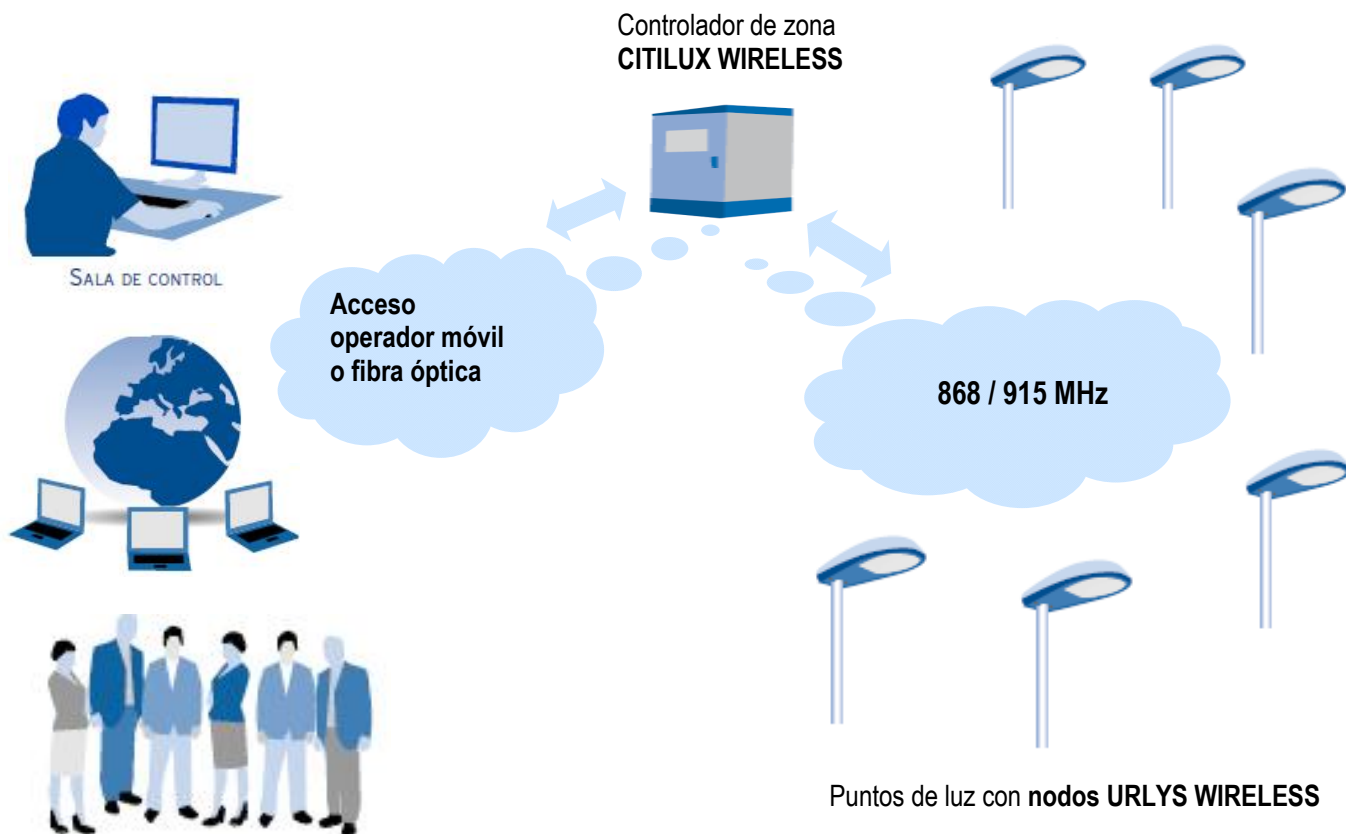 Controlador de zona
CITILUX WIRELESS
SALA DE CONTROL
Acceso
operador móvil
o fibra óptica
868 / 915 MHz
Puntos de luz con nodos URLYS WIRELESS